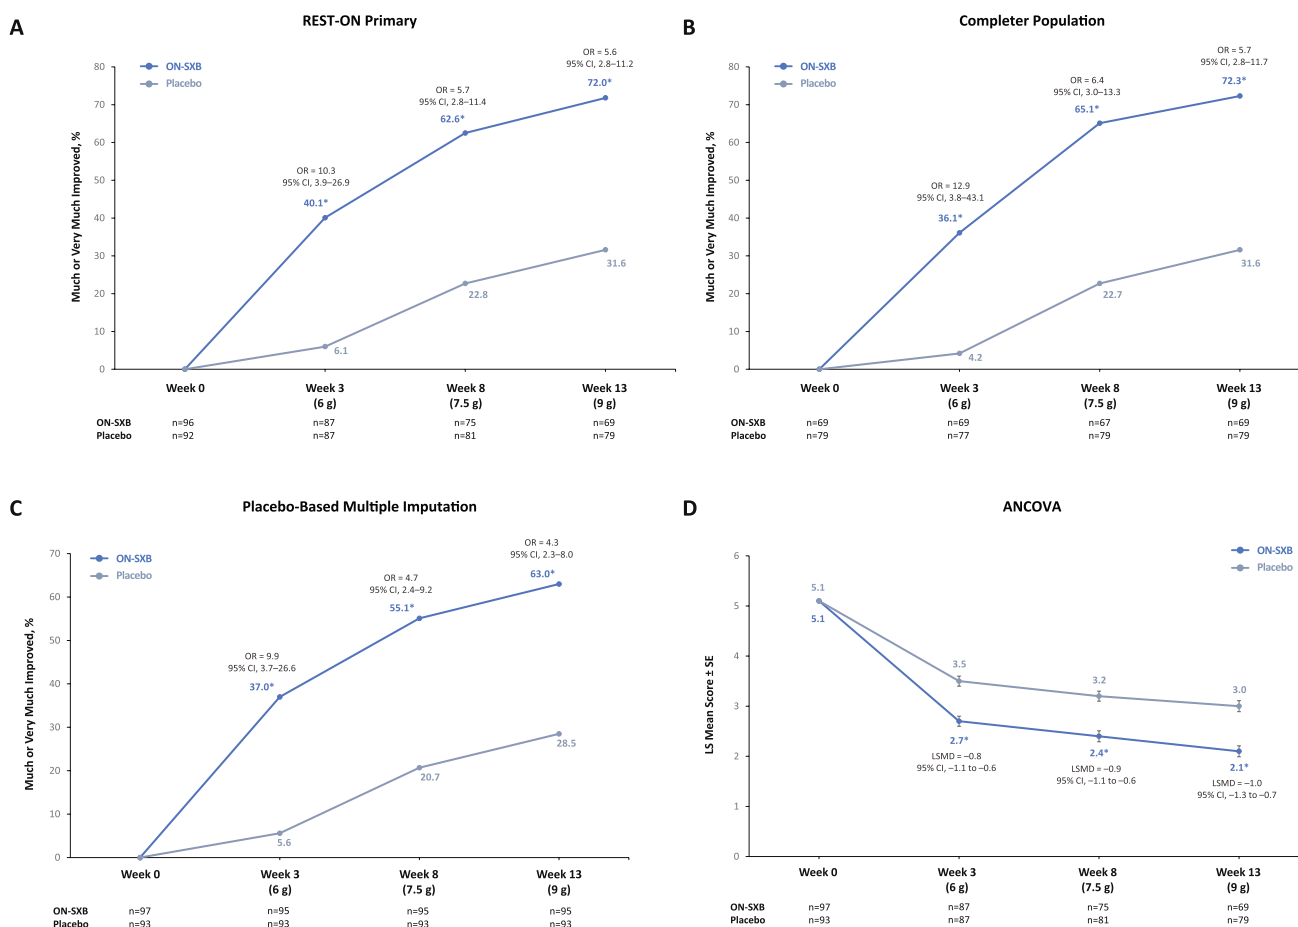 A
REST-ON Primary
ON-SXB
Placebo
Much or Very Much Improved, %
80
70
60
50
40
30
20
10
0
OR = 10.3
95% CI, 3.9–26.9
40.1*
OR = 5.7
95% CI, 2.8–11.4
62.6*
OR = 5.6
95% CI, 2.8–11.2
72.0*
6.1
22.8
31.6
Week 0 Week 3 Week 8 Week 13
(6 g) (7.5 g) (9 g)
ON-SXB n=96 n=87 n=75 n=69
Placebo n=92 n=87 n=81 n=79
B
Completer Population
ON-SXB
Placebo
Much or Very Much Improved, %
80
70
60
50
40
30
20
10
0
OR = 12.9
95% CI, 3.8–43.1
36.1*
OR = 6.4
95% CI, 3.0–13.3
65.1*
OR = 5.7
95% CI, 2.8–11.7
72.3*
4.2
22.7
31.6
Week 0 Week 3 Week 8 Week 13
(6 g) (7.5 g) (9 g)
ON-SXB n=69 n=69 n=67 n=69
Placebo n=79 n=77 n=79 n=79
C
Placebo-Based Multiple Imputation
ON-SXB
Placebo
Much or Very Much Improved, %
70
60
50
40
30
20
10
0
OR = 9.9
95% CI, 3.7–26.6
37.0*
OR = 4.7
95% CI, 2.4–9.2
55.1*
OR = 4.3
95% CI, 2.3–8.0
63.0*
5.6
20.7
28.5
Week 0 Week 3 Week 8 Week 13
(6 g) (7.5 g) (9 g)
ON-SXB n=97 n=95 n=95 n=95
Placebo n=93 n=93 n=93 n=93
D
ANCOVA
ON-SXB
Placebo
LS Mean Score ± SE
6
5
4
3
2
1
0
5.1
5.1
3.5
3.2
3.0
2.7*
LSMD = –0.8
95% CI, –1.1 to –0.6
2.4*
LSMD = –0.9
95% CI, –1.1 to –0.6
2.1*
LSMD = –1.0
95% CI, –1.3 to –0.7
Week 0 Week 3 Week 8 Week 13
(6 g) (7.5 g) (9 g)
ON-SXB n=97 n=87 n=75 n=69
Placebo n=93 n=87 n=81 n=79